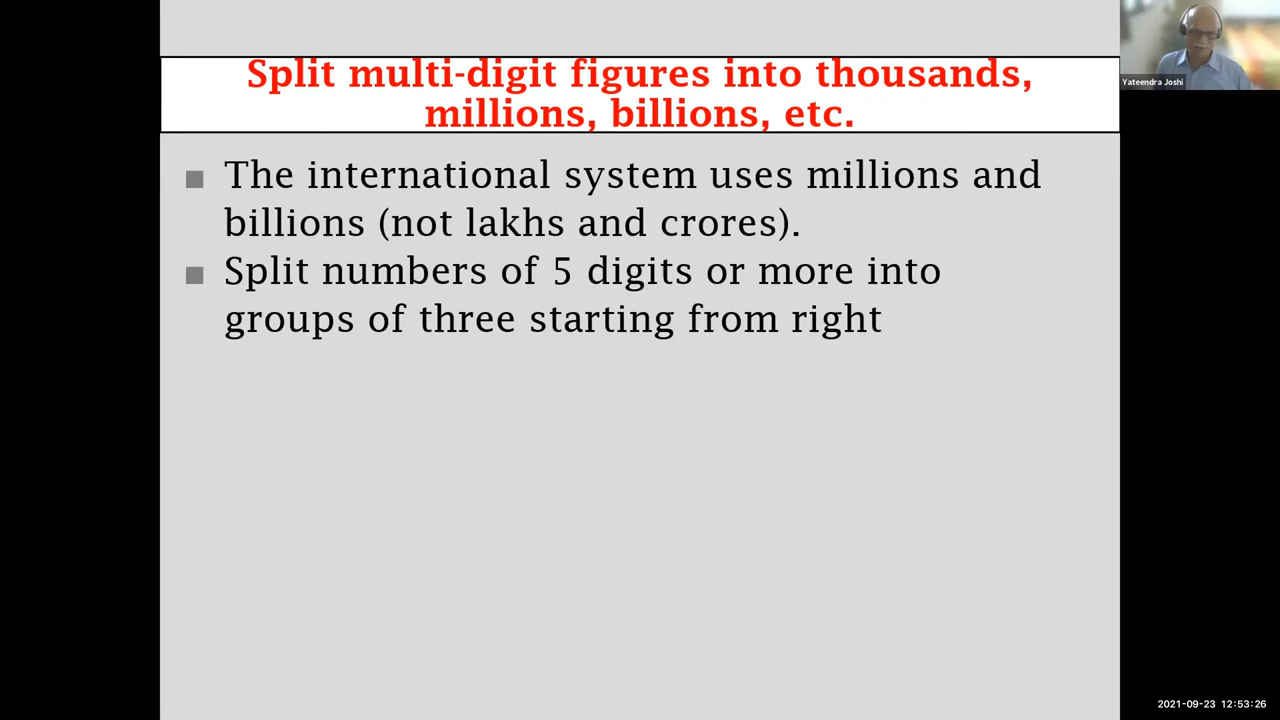 Split multi-digit figures into thousands,
millions, billions, etc.
The international system uses millions and
billions (not lakhs and crores).
Split numbers of 5 digits or more into
groups of three starting from right
Yateendra Joshi
2021-09-23 12:53:26